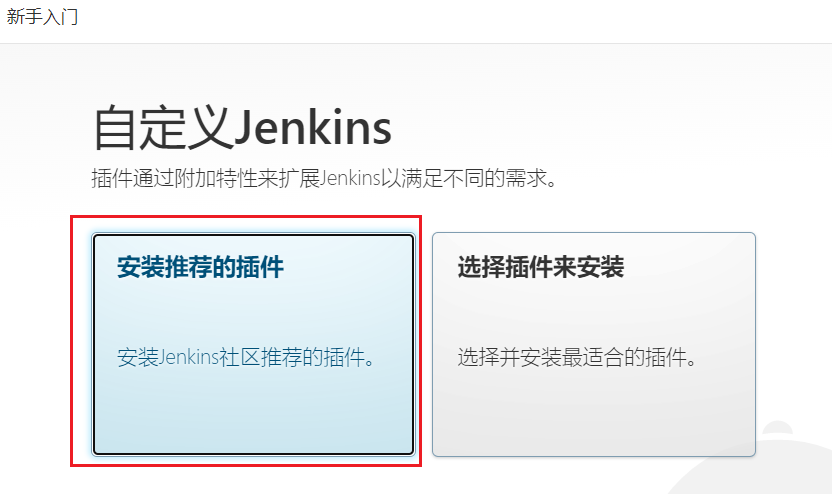 新手入门
自定义Jenkins
插件通过附加特性来扩展Jenkins以满足不同的需求。
安装推荐的插件
安装Jenkins社区推荐的插件。
选择插件来安装
选择并安装最适合的插件。